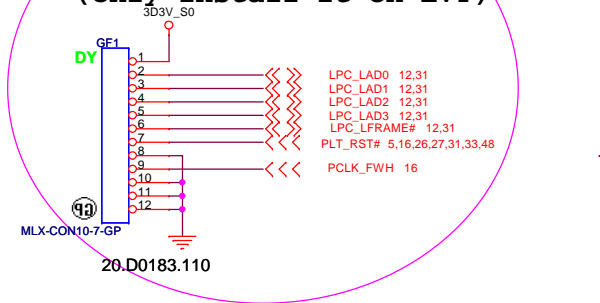 3D3V_S0
GF1
DY
1
2 LPC_LAD0 12,31
3 LPC_LAD1 12,31
4 LPC_LAD2 12,31
5 LPC_LAD3 12,31
6 LPC_LFRAME# 12,31
7 PLT_RST# 5,16,26,27,31,33,48
8
9 PCLK_FWH 16
10
11
12
GP
MLX-CON10-7-GP
20.D0183.110